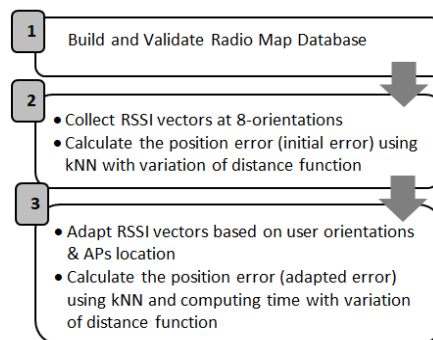 1
Build and Validate Radio Map Database
2
• Collect RSSI vectors at 8-orientations
• Calculate the position error (initial error) using
kNN with variation of distance function
3
• Adapt RSSI vectors based on user orientations
& APs location
• Calculate the position error (adapted error)
using kNN and computing time with variation
of distance function